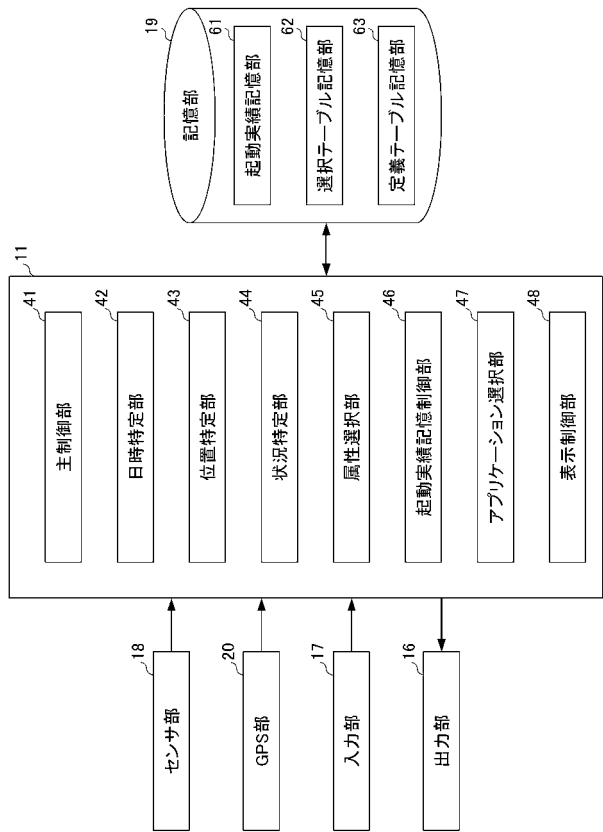 18
センサ部
20
GPS部
17
入力部
16
出力部
11
41
主制御部
42
日時特定部
43
位置特定部
44
状況特定部
45
属性選択部
46
起動実績記憶制御部
47
アプリケーション選択部
48
表示制御部
19
記憶部
61
起動実績記憶部
62
選択テーブル記憶部
63
定義テーブル記憶部